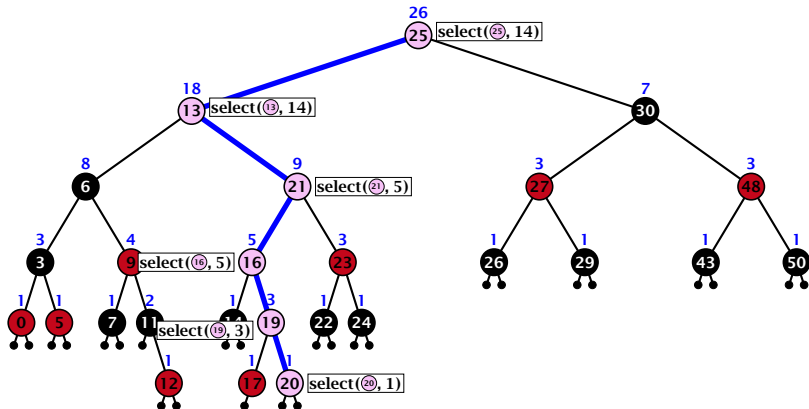 26
25 select(25, 14)
18 7
13 select(13, 14) 30
8 9 3 3
6 21 select(21, 5) 27 48
3 4 5 3 1 1 1 1
3 9 select(16, 5) 16 23 26 29 43 50
1 1 1 2 1 3 1 1
0 5 7 11 select(19, 3) 14 19 22 24
1 1 1
12 17 20 select(20, 1)